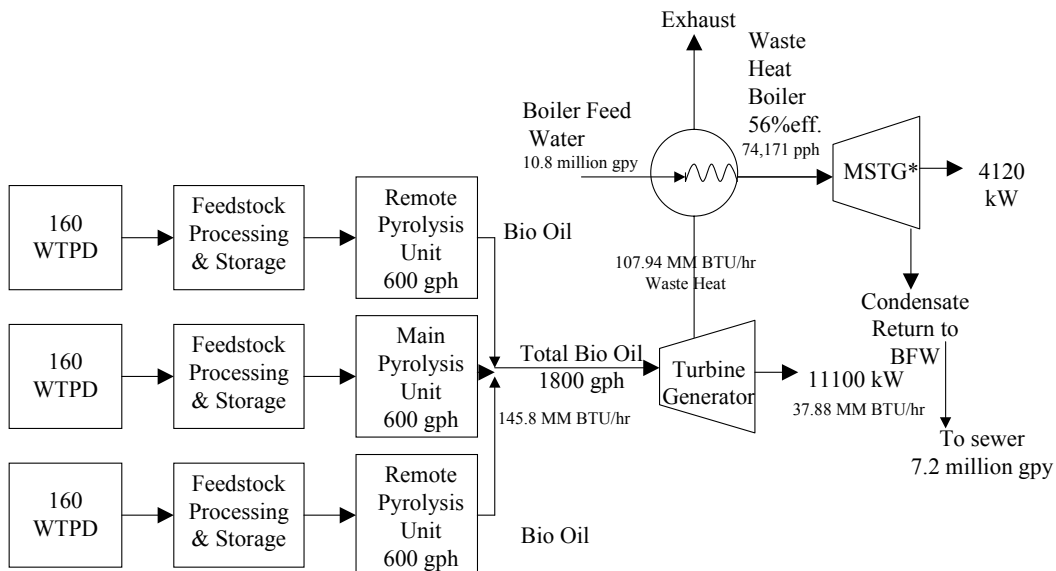 Exhaust
Waste
Heat
Boiler
56%eff.
74,171 pph
Boiler Feed
Water
10.8 million gpy
MSTG*
4120
kW
160
WTPD
Feedstock
Processing
& Storage
Remote
Pyrolysis
Unit
600 gph
Bio Oil
107.94 MM BTU/hr
Waste Heat
Condensate
Return to
BFW
160
WTPD
Feedstock
Processing
& Storage
Main
Pyrolysis
Unit
600 gph
Total Bio Oil
1800 gph
145.8 MM BTU/hr
Turbine
Generator
11100 kW
37.88 MM BTU/hr
To sewer
7.2 million gpy
160
WTPD
Feedstock
Processing
& Storage
Remote
Pyrolysis
Unit
600 gph
Bio Oil